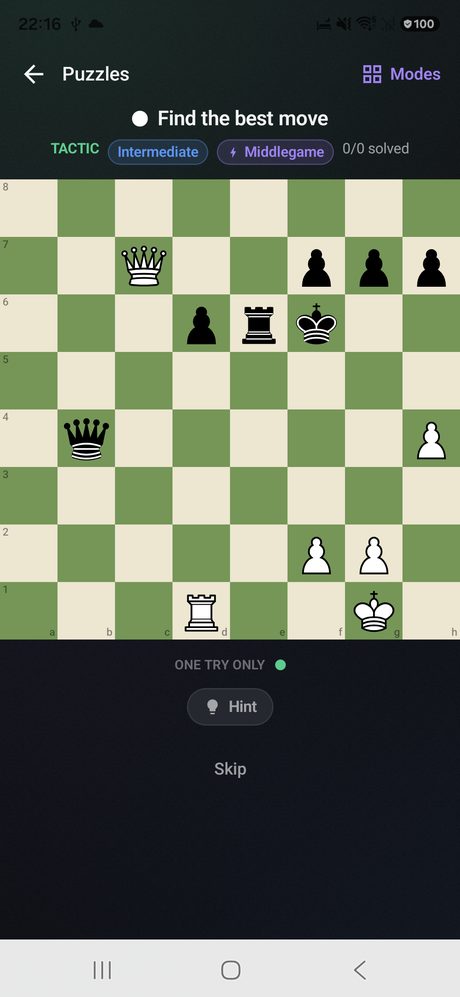 22:16 100
Puzzles Modes
Find the best move
TACTIC Intermediate Middlegame 0/0 solved
8
7
6
5
4
3
2
1
a b c d e f g h
ONE TRY ONLY
Hint
Skip